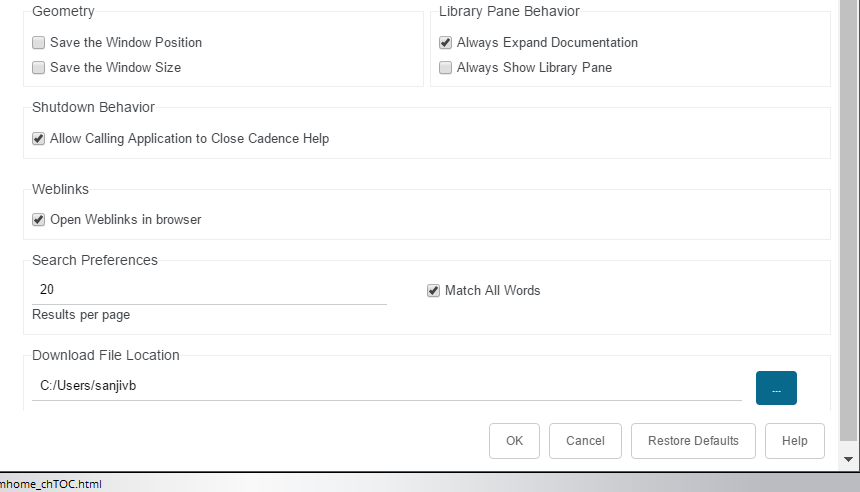 Geometry
Library Pane Behavior
Save the Window Position
Always Expand Documentation
Save the Window Size
Always Show Library Pane
Shutdown Behavior
Allow Calling Application to Close Cadence Help
Weblinks
Open Weblinks in browser
Search Preferences
20
Match All Words
Results per page
Download File Location
C:/Users/sanjivb
...
OK
Cancel
Restore Defaults
Help
mhome_chTOC.html